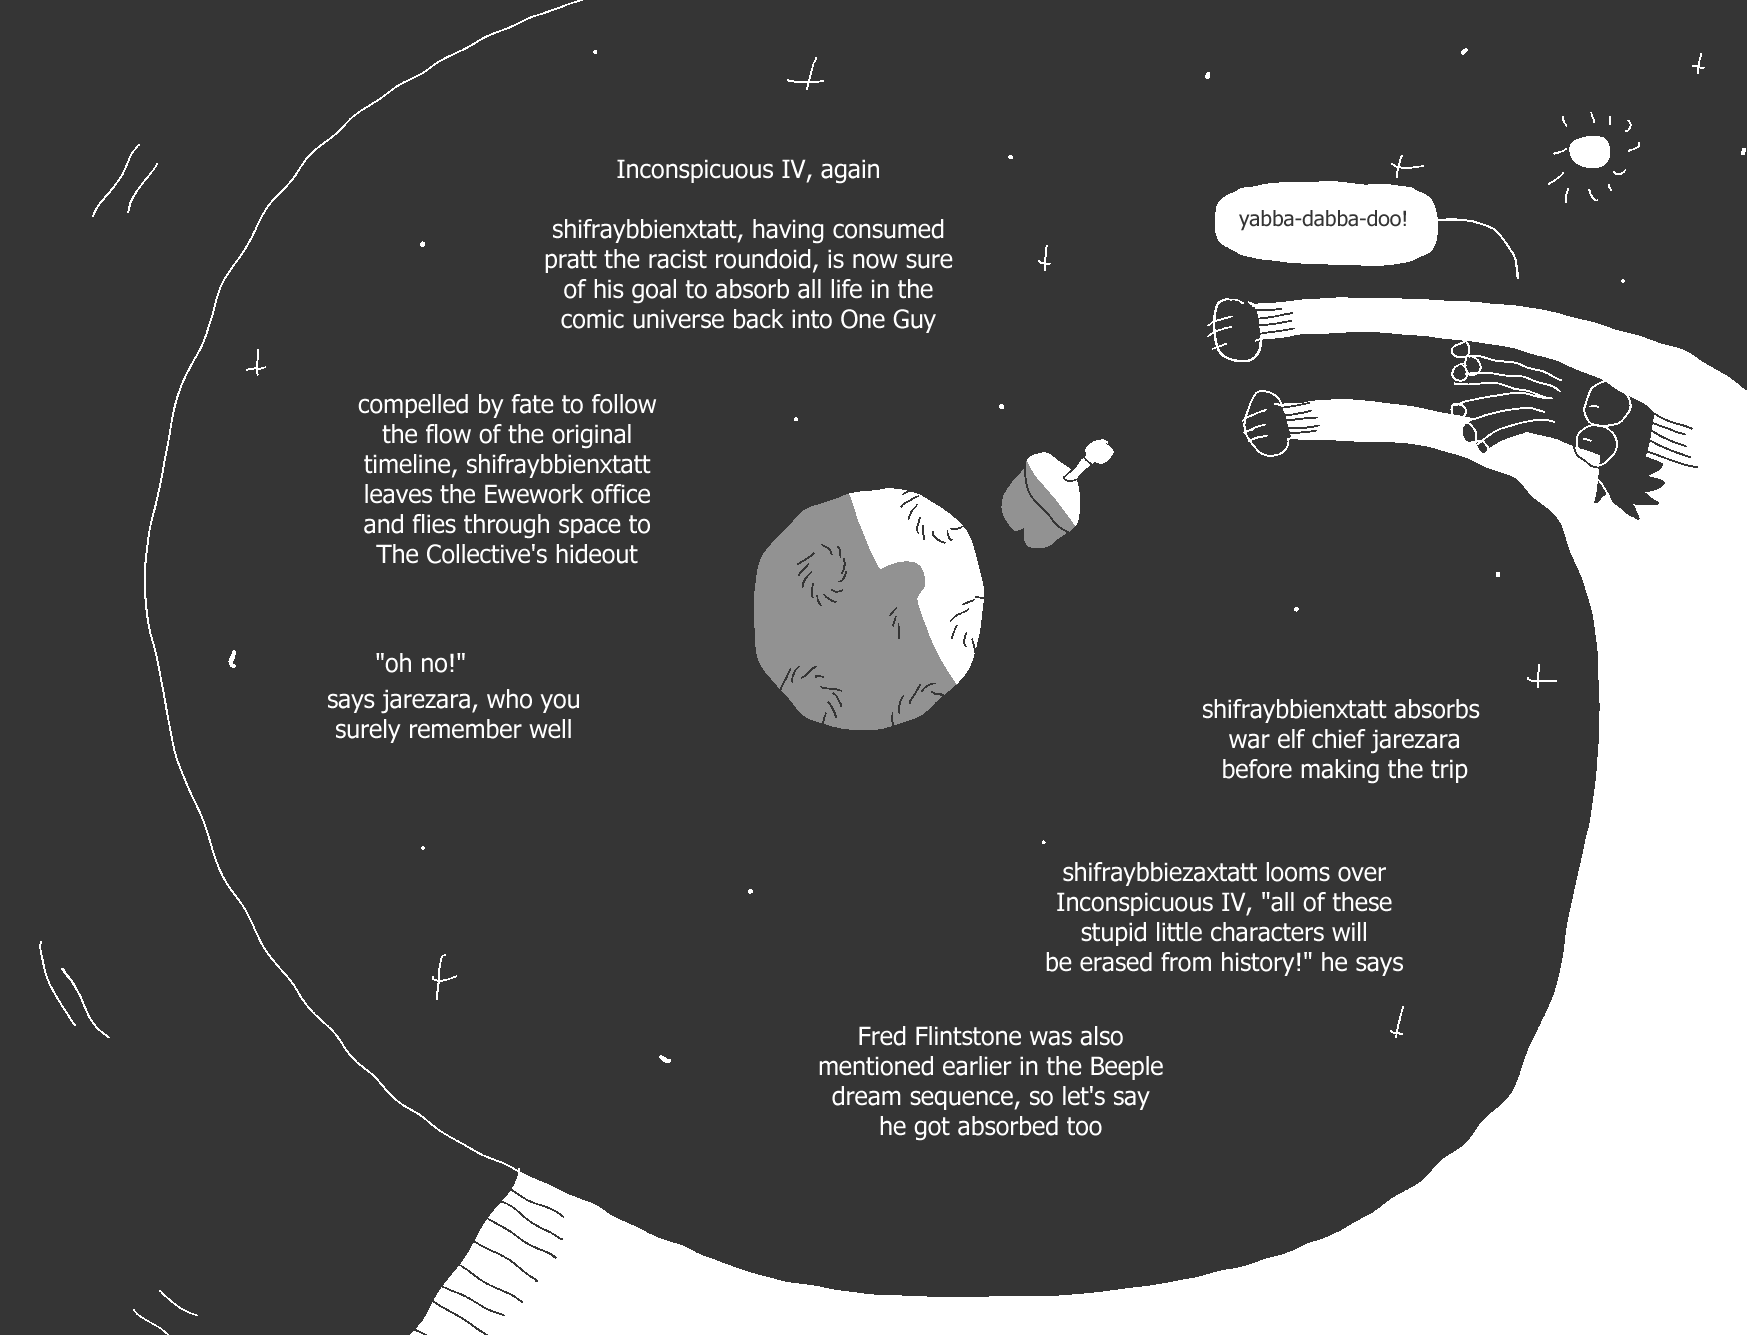 Inconspicuous IV, again
shifraybbienxtatt, having consumed
pratt the racist roundoid, is now sure
of his goal to absorb all life in the
comic universe back into One Guy
yabba-dabba-doo!
compelled by fate to follow
the flow of the original
timeline, shifraybbienxtatt
leaves the Ewework office
and flies through space to
The Collective's hideout
"oh no!"
says jarezara, who you
surely remember well
shifraybbienxtatt absorbs
war elf chief jarezara
before making the trip
shifraybbiezaxtatt looms over
Inconspicuous IV, "all of these
stupid little characters will
be erased from history!" he says
Fred Flintstone was also
mentioned earlier in the Beeple
dream sequence, so let's say
he got absorbed too